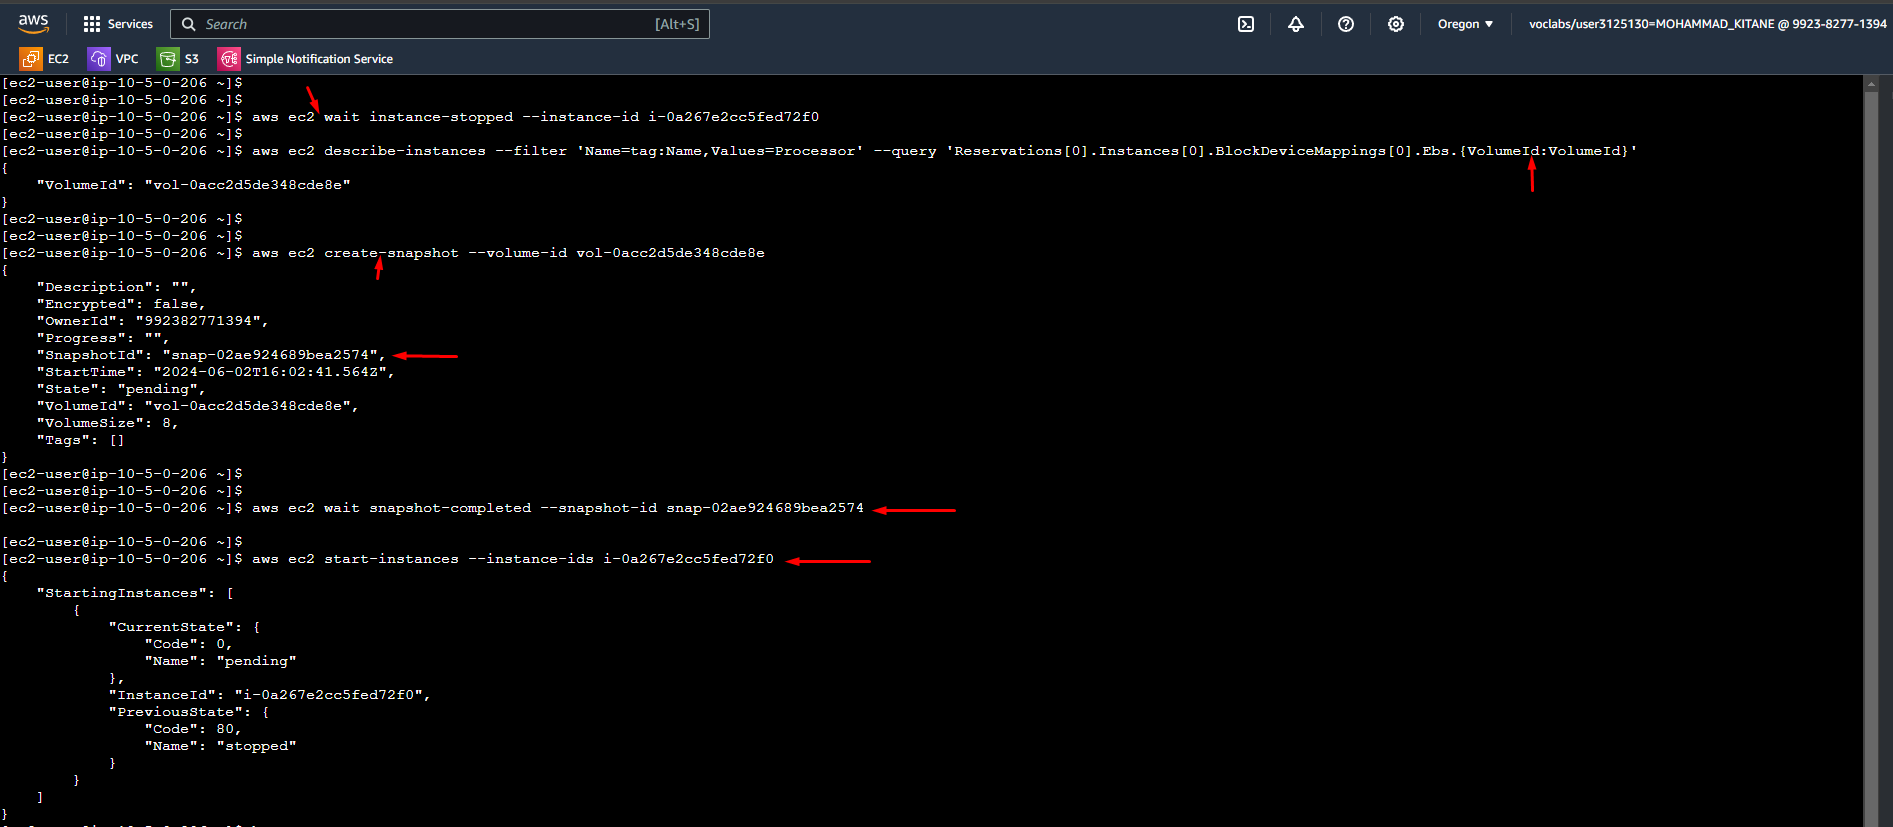 aws Services Search [Alt+S] Oregon voclabs/user3125130=MOHAMMAD_KITANE @ 9923-8277-1394
EC2 VPC S3 Simple Notification Service
[ec2-user@ip-10-5-0-206 ~]$
[ec2-user@ip-10-5-0-206 ~]$
[ec2-user@ip-10-5-0-206 ~]$ aws ec2 wait instance-stopped --instance-id i-0a267e2cc5fed72f0
[ec2-user@ip-10-5-0-206 ~]$
[ec2-user@ip-10-5-0-206 ~]$ aws ec2 describe-instances --filter 'Name=tag:Name,Values=Processor' --query 'Reservations[0].Instances[0].BlockDeviceMappings[0].Ebs.{VolumeId:VolumeId}'
{
    "VolumeId": "vol-0acc2d5de348cde8e"
}
[ec2-user@ip-10-5-0-206 ~]$
[ec2-user@ip-10-5-0-206 ~]$
[ec2-user@ip-10-5-0-206 ~]$ aws ec2 create-snapshot --volume-id vol-0acc2d5de348cde8e
{
    "Description": "",
    "Encrypted": false,
    "OwnerId": "992382771394",
    "Progress": "",
    "SnapshotId": "snap-02ae924689bea2574",
    "StartTime": "2024-06-02T16:02:41.564Z",
    "State": "pending",
    "VolumeId": "vol-0acc2d5de348cde8e",
    "VolumeSize": 8,
    "Tags": []
}
[ec2-user@ip-10-5-0-206 ~]$
[ec2-user@ip-10-5-0-206 ~]$
[ec2-user@ip-10-5-0-206 ~]$ aws ec2 wait snapshot-completed --snapshot-id snap-02ae924689bea2574
[ec2-user@ip-10-5-0-206 ~]$
[ec2-user@ip-10-5-0-206 ~]$ aws ec2 start-instances --instance-ids i-0a267e2cc5fed72f0
{
    "StartingInstances": [
        {
            "CurrentState": {
                "Code": 0,
                "Name": "pending"
            },
            "InstanceId": "i-0a267e2cc5fed72f0",
            "PreviousState": {
                "Code": 80,
                "Name": "stopped"
            }
        }
    ]
}